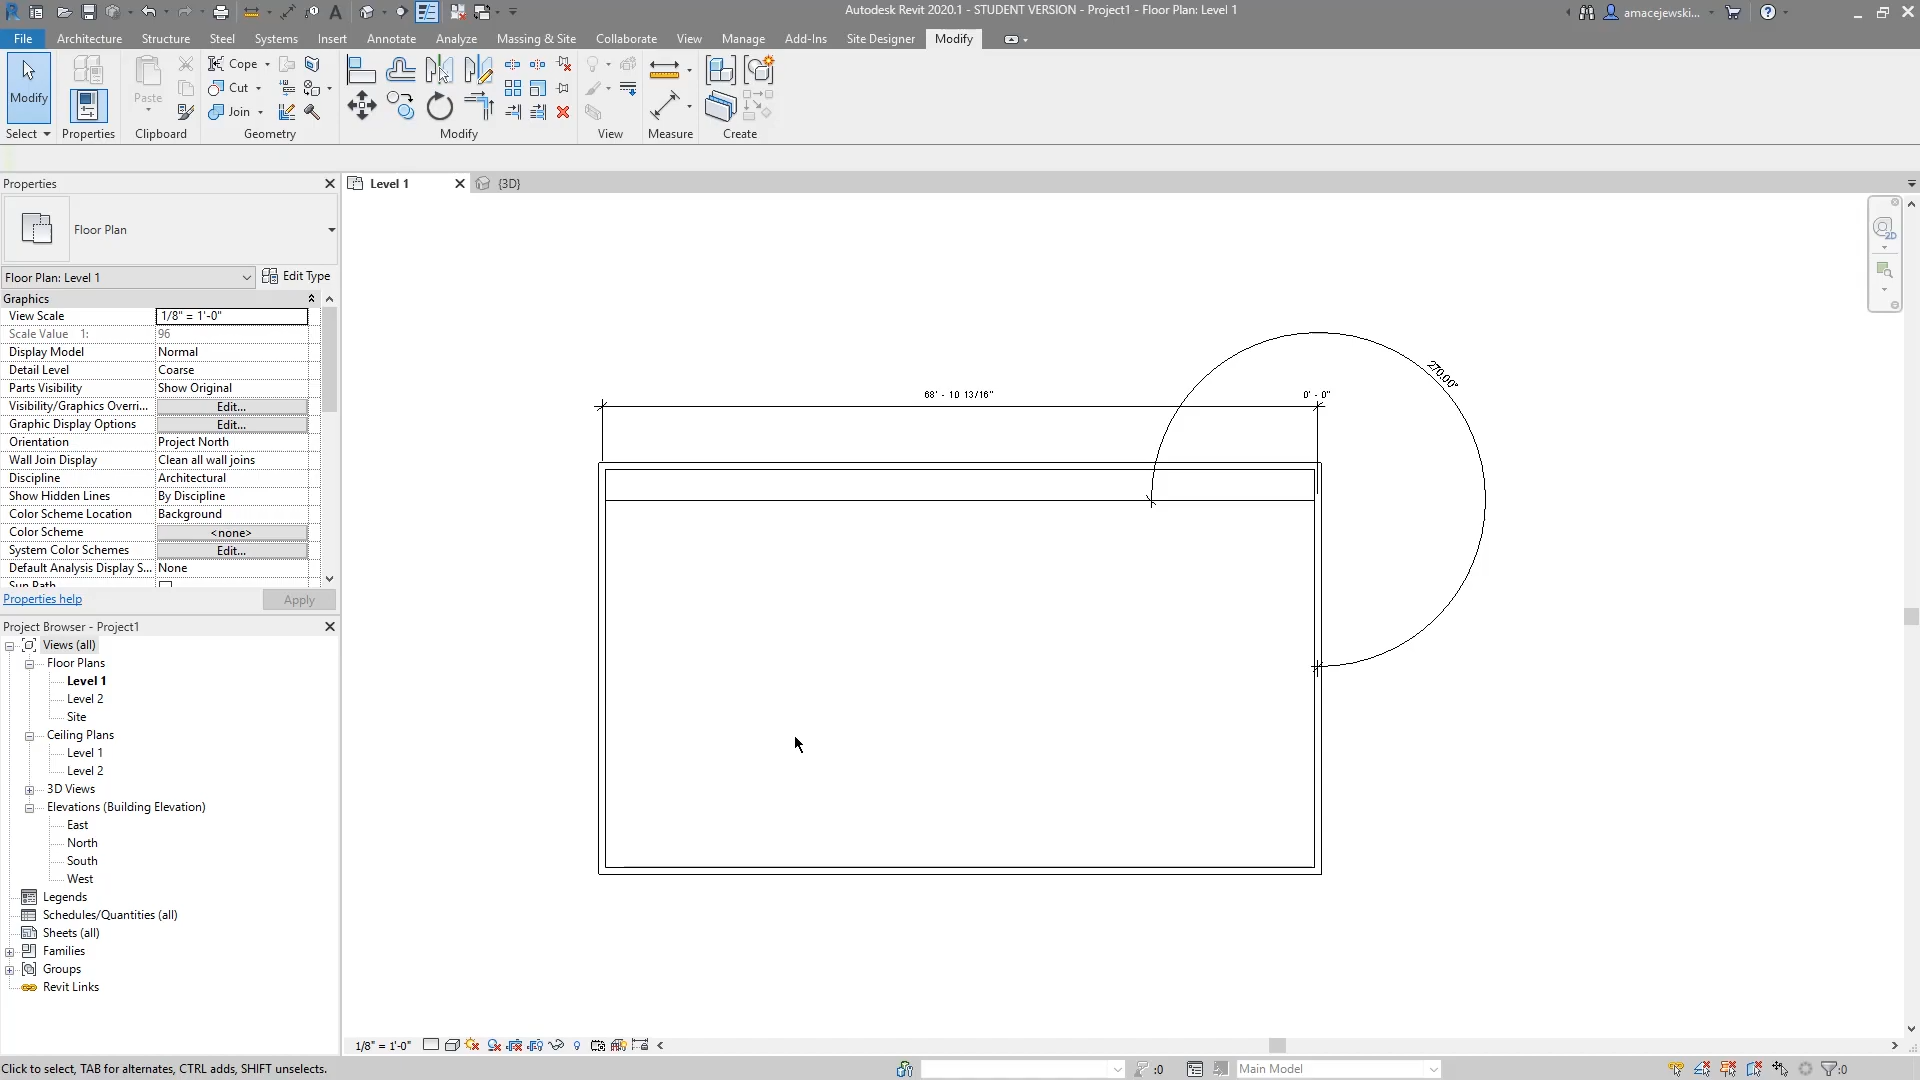 Autodesk Revit 2020.1 - STUDENT VERSION - Project1 - Floor Plan: Level 1
amacejewski...
File Architecture Structure Steel Systems Insert Annotate Analyze Massing & Site Collaborate View Manage Add-Ins Site Designer Modify
Modify
Paste
Cope
Cut
Join
Select Properties Clipboard Geometry Modify View Measure Create
Properties
Level 1
{3D}
Floor Plan
Floor Plan: Level 1
Edit Type
Graphics
View Scale 1/8" = 1'-0"
Scale Value 1: 96
Display Model Normal
Detail Level Coarse
Parts Visibility Show Original
Visibility/Graphics Overri... Edit...
Graphic Display Options Edit...
Orientation Project North
Wall Join Display Clean all wall joins
Discipline Architectural
Show Hidden Lines By Discipline
Color Scheme Location Background
Color Scheme <none>
System Color Schemes Edit...
Default Analysis Display S... None
Sun Path
Properties help
Apply
Project Browser - Project1
Views (all)
Floor Plans
Level 1
Level 2
Site
Ceiling Plans
Level 1
Level 2
3D Views
Elevations (Building Elevation)
East
North
South
West
Legends
Schedules/Quantities (all)
Sheets (all)
Families
Groups
Revit Links
2D
270.00°
68' - 10 13/16"
0' - 0"
1/8" = 1'-0"
Click to select, TAB for alternates, CTRL adds, SHIFT unselects.
:0
Main Model
:0